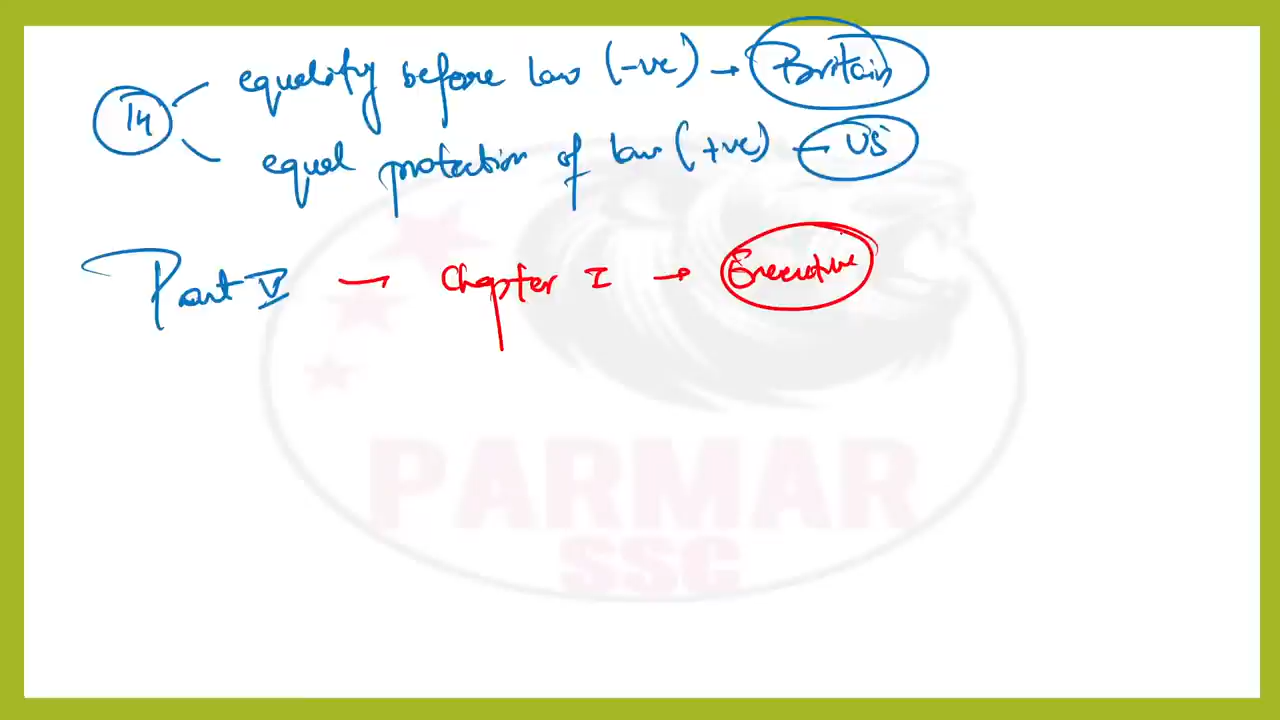 14 equality before law (-ve) → Britain
equal protection of law (+ve) — US
Part V — Chapter I → Executive
PARMAR
SSC